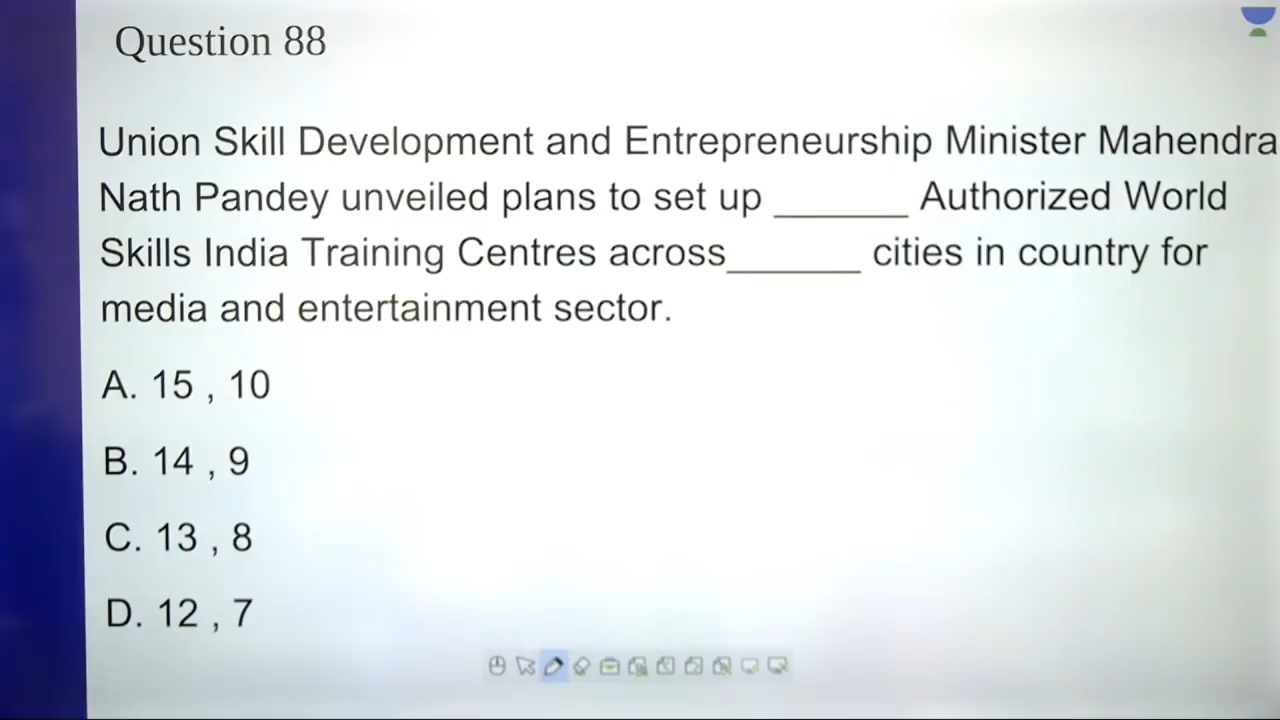 Question 88
Union Skill Development and Entrepreneurship Minister Mahendra
Nath Pandey unveiled plans to set up ______ Authorized World
Skills India Training Centres across______ cities in country for
media and entertainment sector.
A. 15 , 10
B. 14 , 9
C. 13 , 8
D. 12 , 7